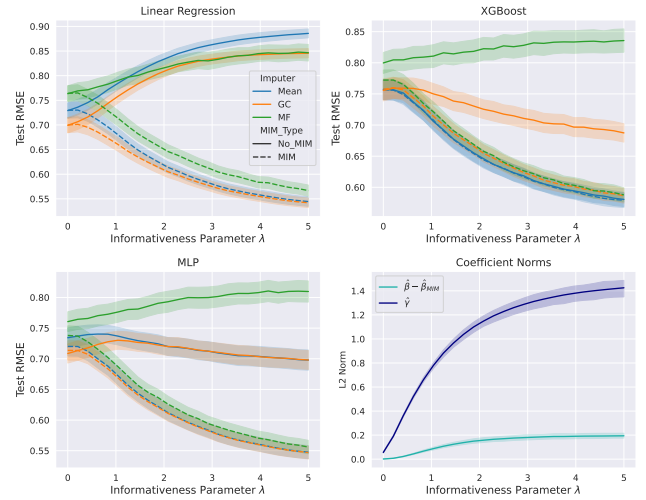 Linear Regression
Test RMSE
0.90
0.85
0.80
0.75
0.70
0.65
0.60
0.55
Imputer
Mean
GC
MF
MIM_Type
No_MIM
MIM
0 1 2 3 4 5
Informativeness Parameter λ
XGBoost
Test RMSE
0.85
0.80
0.75
0.70
0.65
0.60
0 1 2 3 4 5
Informativeness Parameter λ
MLP
Test RMSE
0.80
0.75
0.70
0.65
0.60
0.55
0 1 2 3 4 5
Informativeness Parameter λ
Coefficient Norms
L2 Norm
1.4
1.2
1.0
0.8
0.6
0.4
0.2
0.0
β̂ − β̂_MIM
γ̂
0 1 2 3 4 5
Informativeness Parameter λ